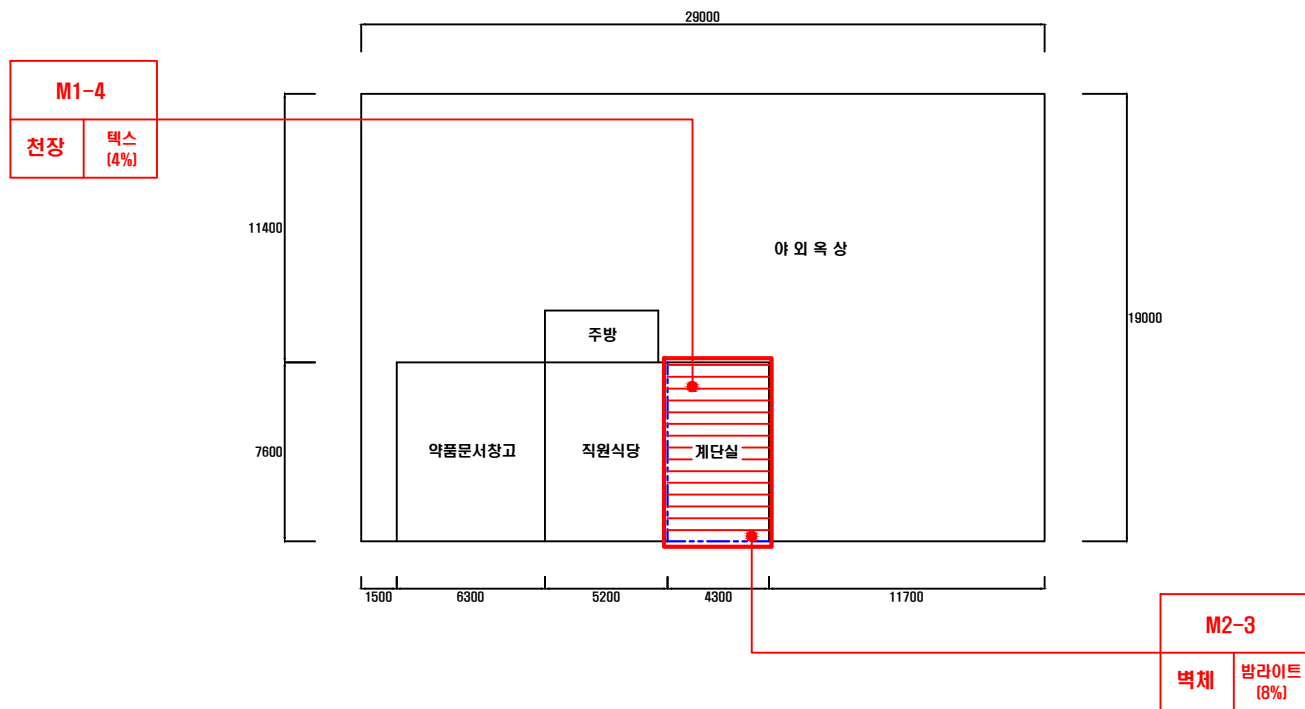 29000
M1-4
천장
텍스
(4%)
11400
야 외 옥 상
19000
주방
7600
약품문서창고
직원식당
계단실
1500
6300
5200
4300
11700
M2-3
벽체
밤라이트
(8%)